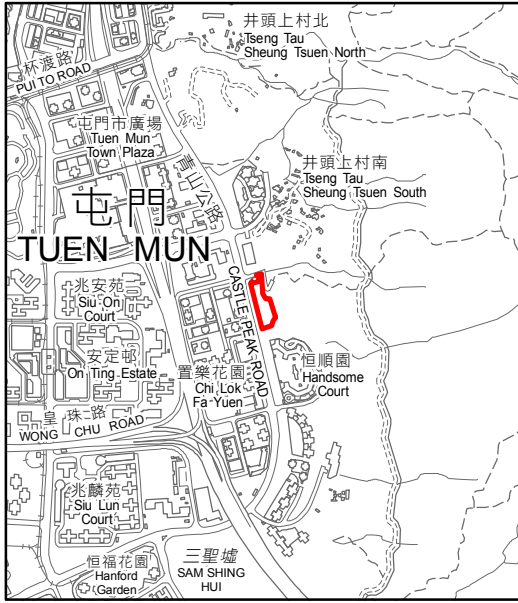 井頭上村北
Tseng Tau
Sheung Tsuen North
杯渡路
PUI TO ROAD
屯門市廣場
Tuen Mun
Town Plaza
青山公路
井頭上村南
Tseng Tau
Sheung Tsuen South
屯門
TUEN MUN
兆安苑
Siu On
Court
CASTLE PEAK ROAD
安定邨
On Ting Estate
置樂花園
Chi Lok
Fa Yuen
恒順園
Handsome
Court
皇珠路
WONG CHU ROAD
兆麟苑
Siu Lun
Court
三聖墟
SAM SHING
HUI
恒福花園
Hanford
Garden